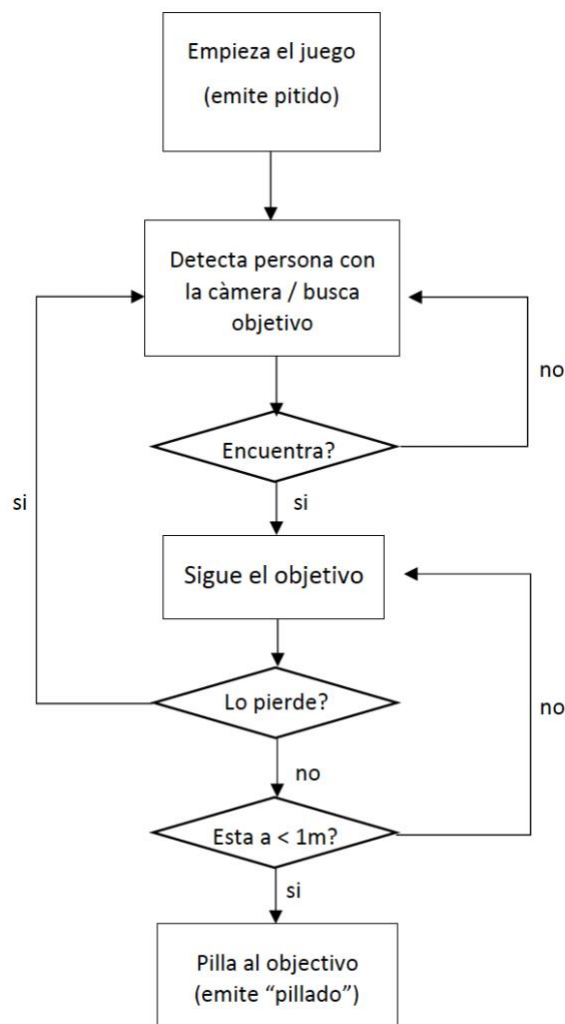 Empieza el juego
(emite pitido)
Detecta persona con
la càmera / busca
objetivo
no
Encuentra?
si
si
Sigue el objetivo
Lo pierde?
no
no
Esta a < 1m?
si
Pilla al objectivo
(emite “pillado”)